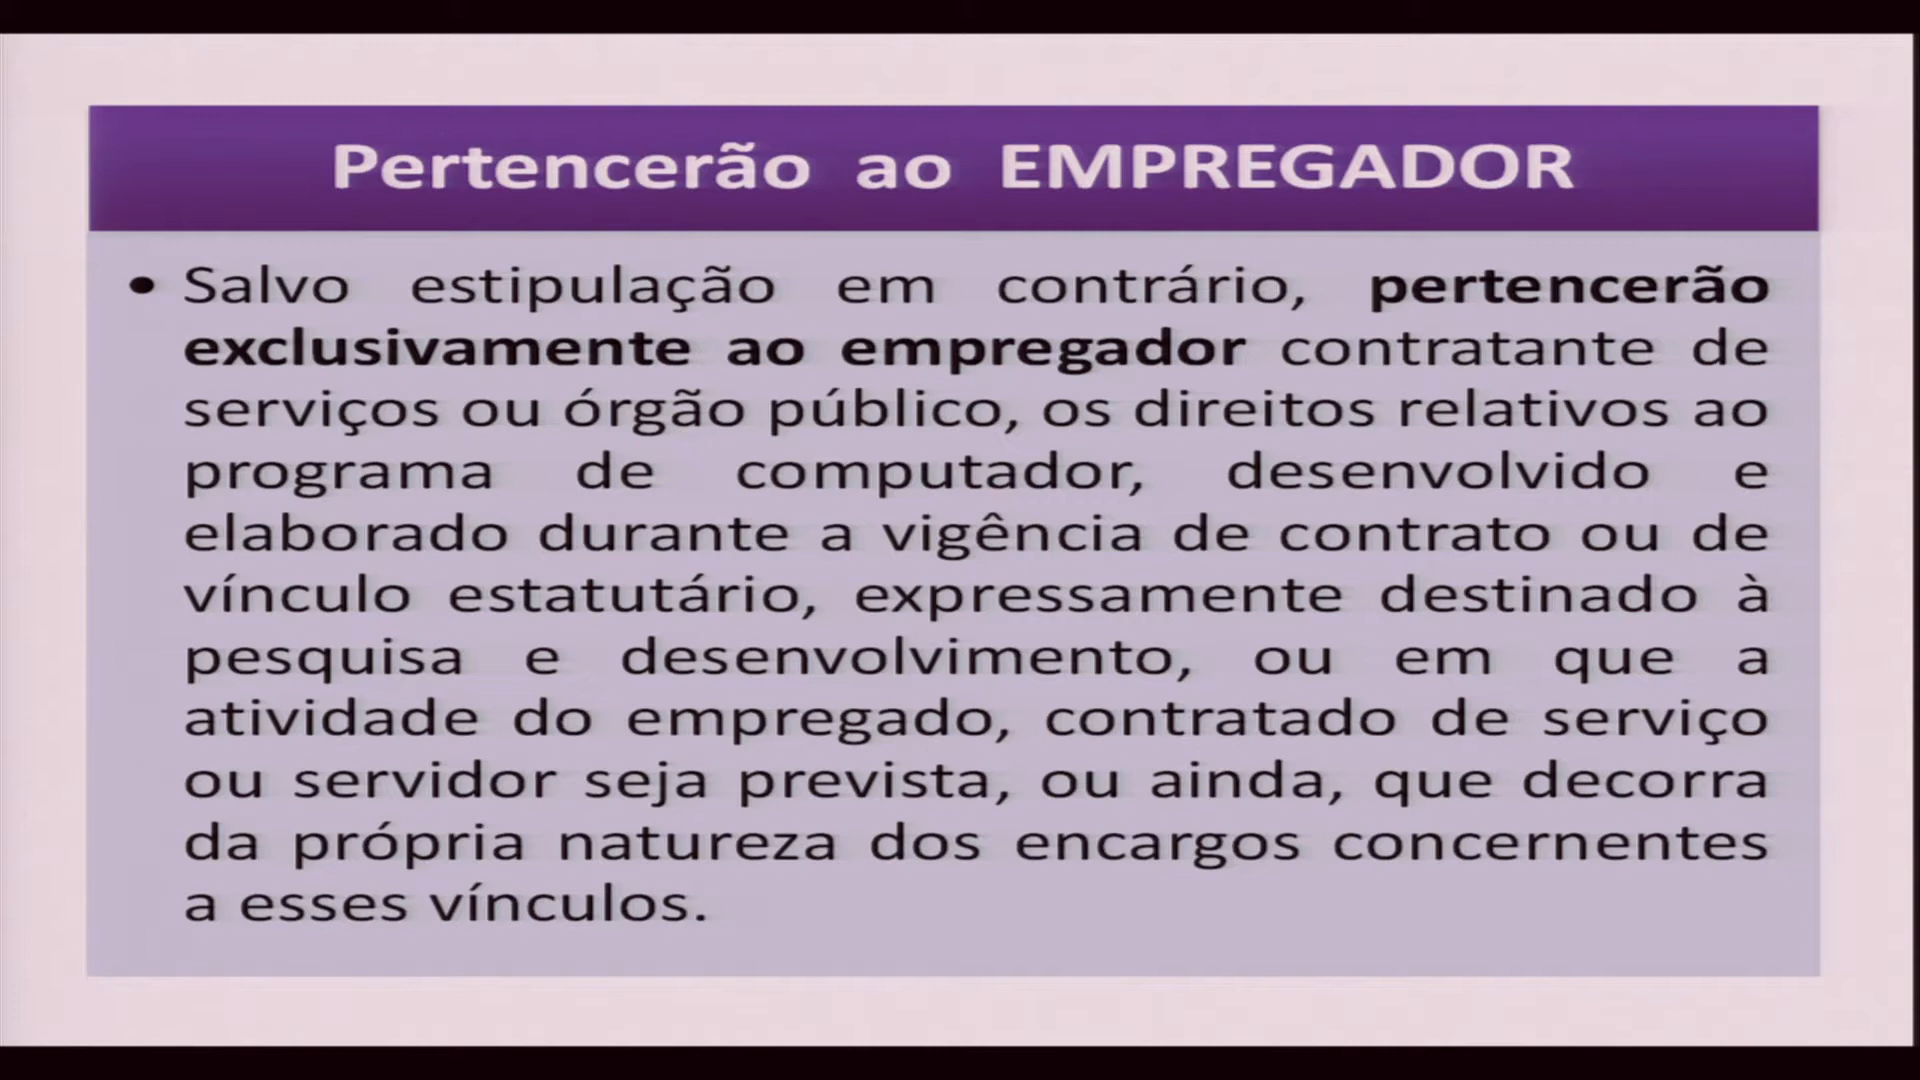 Pertencerão ao EMPREGADOR
• Salvo estipulação em contrário, pertencerão
exclusivamente ao empregador contratante de
serviços ou órgão público, os direitos relativos ao
programa de computador, desenvolvido e
elaborado durante a vigência de contrato ou de
vínculo estatutário, expressamente destinado à
pesquisa e desenvolvimento, ou em que a
atividade do empregado, contratado de serviço
ou servidor seja prevista, ou ainda, que decorra
da própria natureza dos encargos concernentes
a esses vínculos.